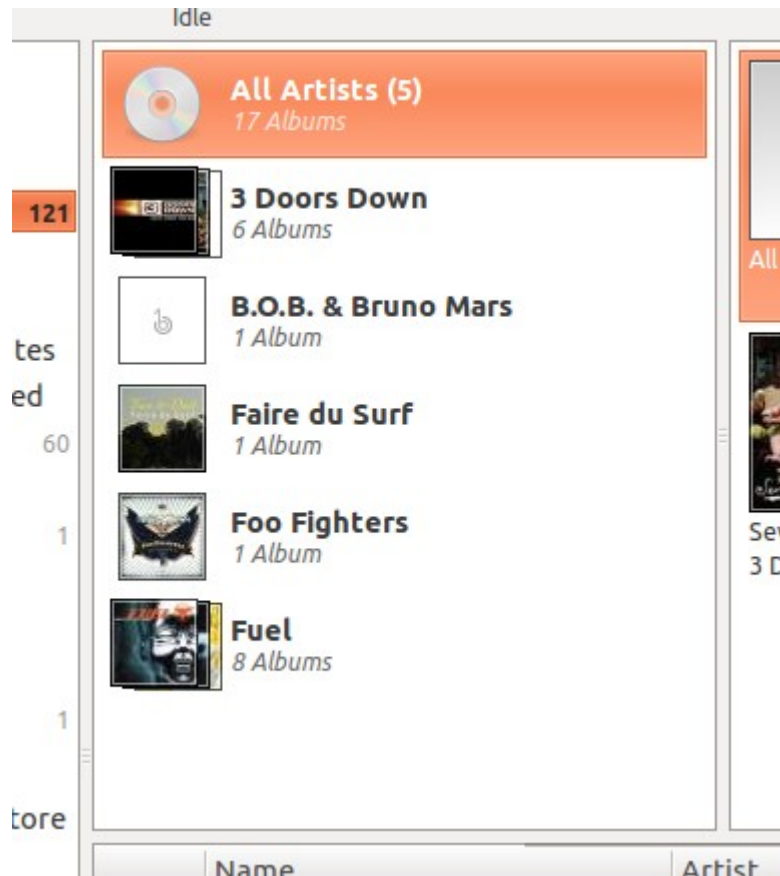 Idle
All Artists (5)
17 Albums
3 Doors Down
6 Albums
121
B.O.B. & Bruno Mars
1 Album
tes
ed
Faire du Surf
1 Album
60
Foo Fighters
1 Album
1
Fuel
8 Albums
1
tore
All
Sev
3 D
Name
Artist